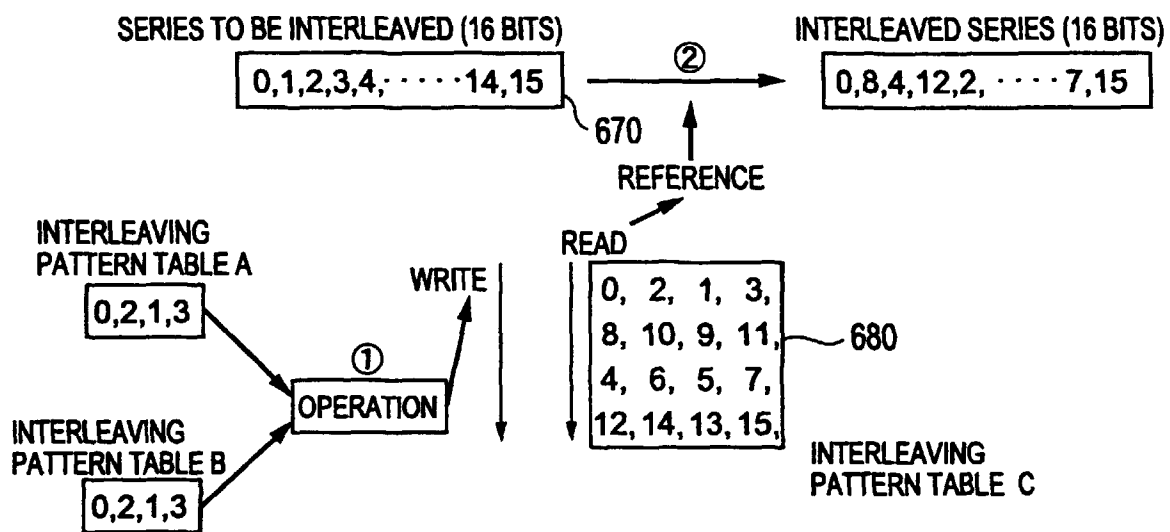 SERIES TO BE INTERLEAVED (16 BITS)
INTERLEAVED SERIES (16 BITS)
0,1,2,3,4,·····14,15
②
0,8,4,12,2, ····7,15
670
REFERENCE
INTERLEAVING
PATTERN TABLE A
0,2,1,3
WRITE
READ
0, 2, 1, 3,
8, 10, 9, 11,
4, 6, 5, 7,
12, 14, 13, 15,
680
①
OPERATION
INTERLEAVING
PATTERN TABLE B
0,2,1,3
INTERLEAVING
PATTERN TABLE C